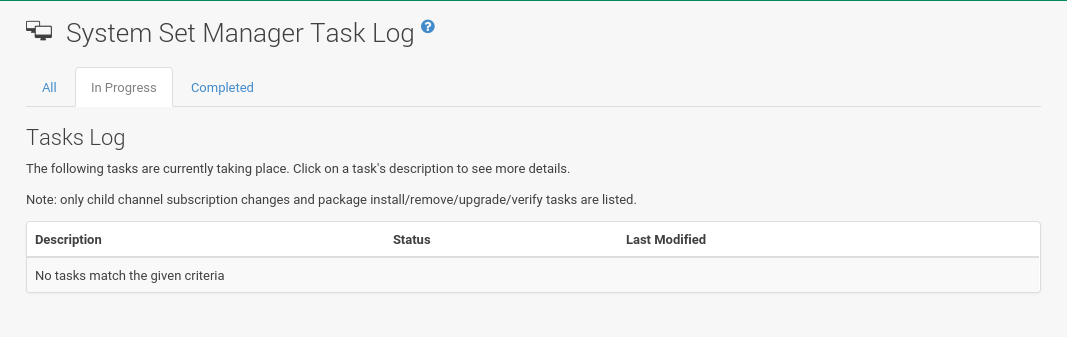 System Set Manager Task Log ?
All In Progress Completed
Tasks Log
The following tasks are currently taking place. Click on a task's description to see more details.
Note: only child channel subscription changes and package install/remove/upgrade/verify tasks are listed.
Description Status Last Modified
No tasks match the given criteria